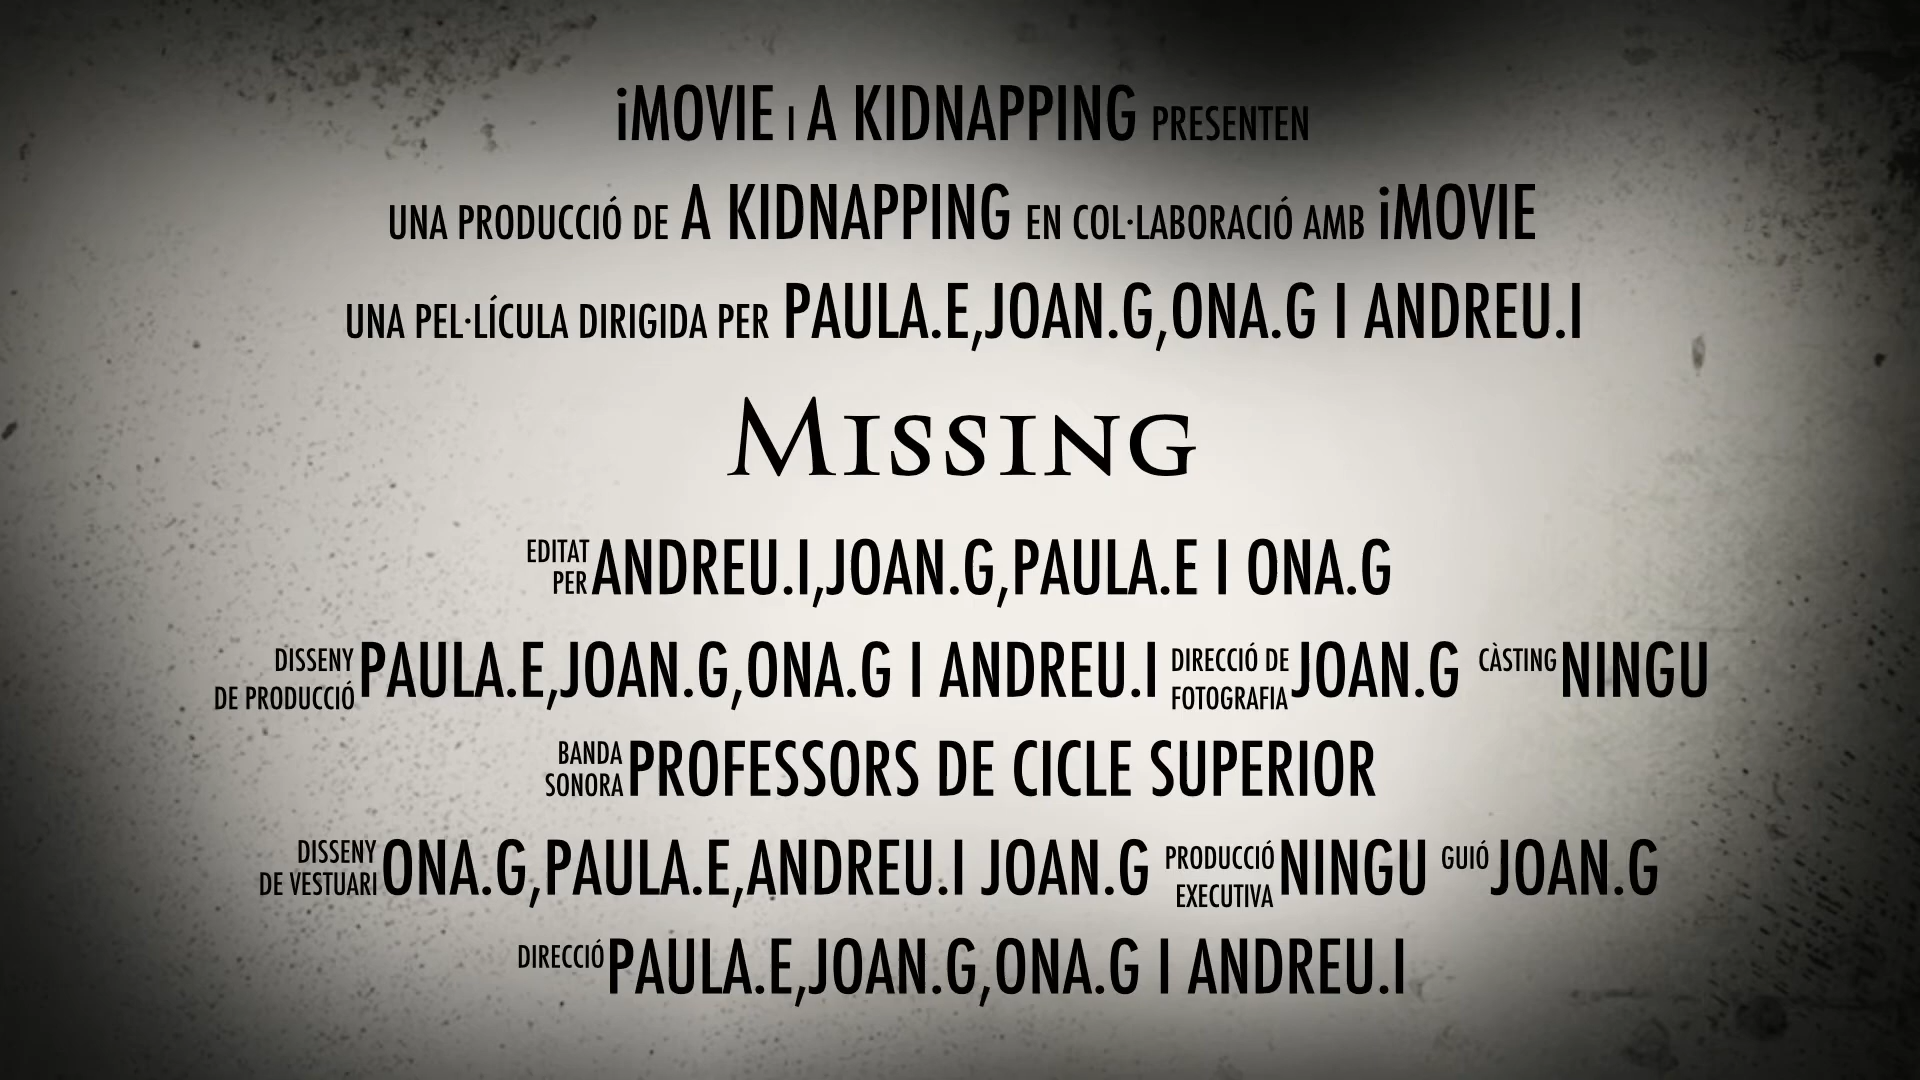 iMOVIE I A KIDNAPPING PRESENTEN
UNA PRODUCCIÓ DE A KIDNAPPING EN COL·LABORACIÓ AMB iMOVIE
UNA PEL·LÍCULA DIRIGIDA PER PAULA.E,JOAN.G,ONA.G I ANDREU.I
MISSING
EDITAT PER ANDREU.I,JOAN.G,PAULA.E I ONA.G
DISSENY DE PRODUCCIÓ PAULA.E,JOAN.G,ONA.G I ANDREU.I DIRECCIÓ DE FOTOGRAFIA JOAN.G CÀSTING NINGU
BANDA SONORA PROFESSORS DE CICLE SUPERIOR
DISSENY DE VESTUARI ONA.G,PAULA.E,ANDREU.I JOAN.G PRODUCCIÓ EXECUTIVA NINGU GUIÓ JOAN.G
DIRECCIÓ PAULA.E,JOAN.G,ONA.G I ANDREU.I